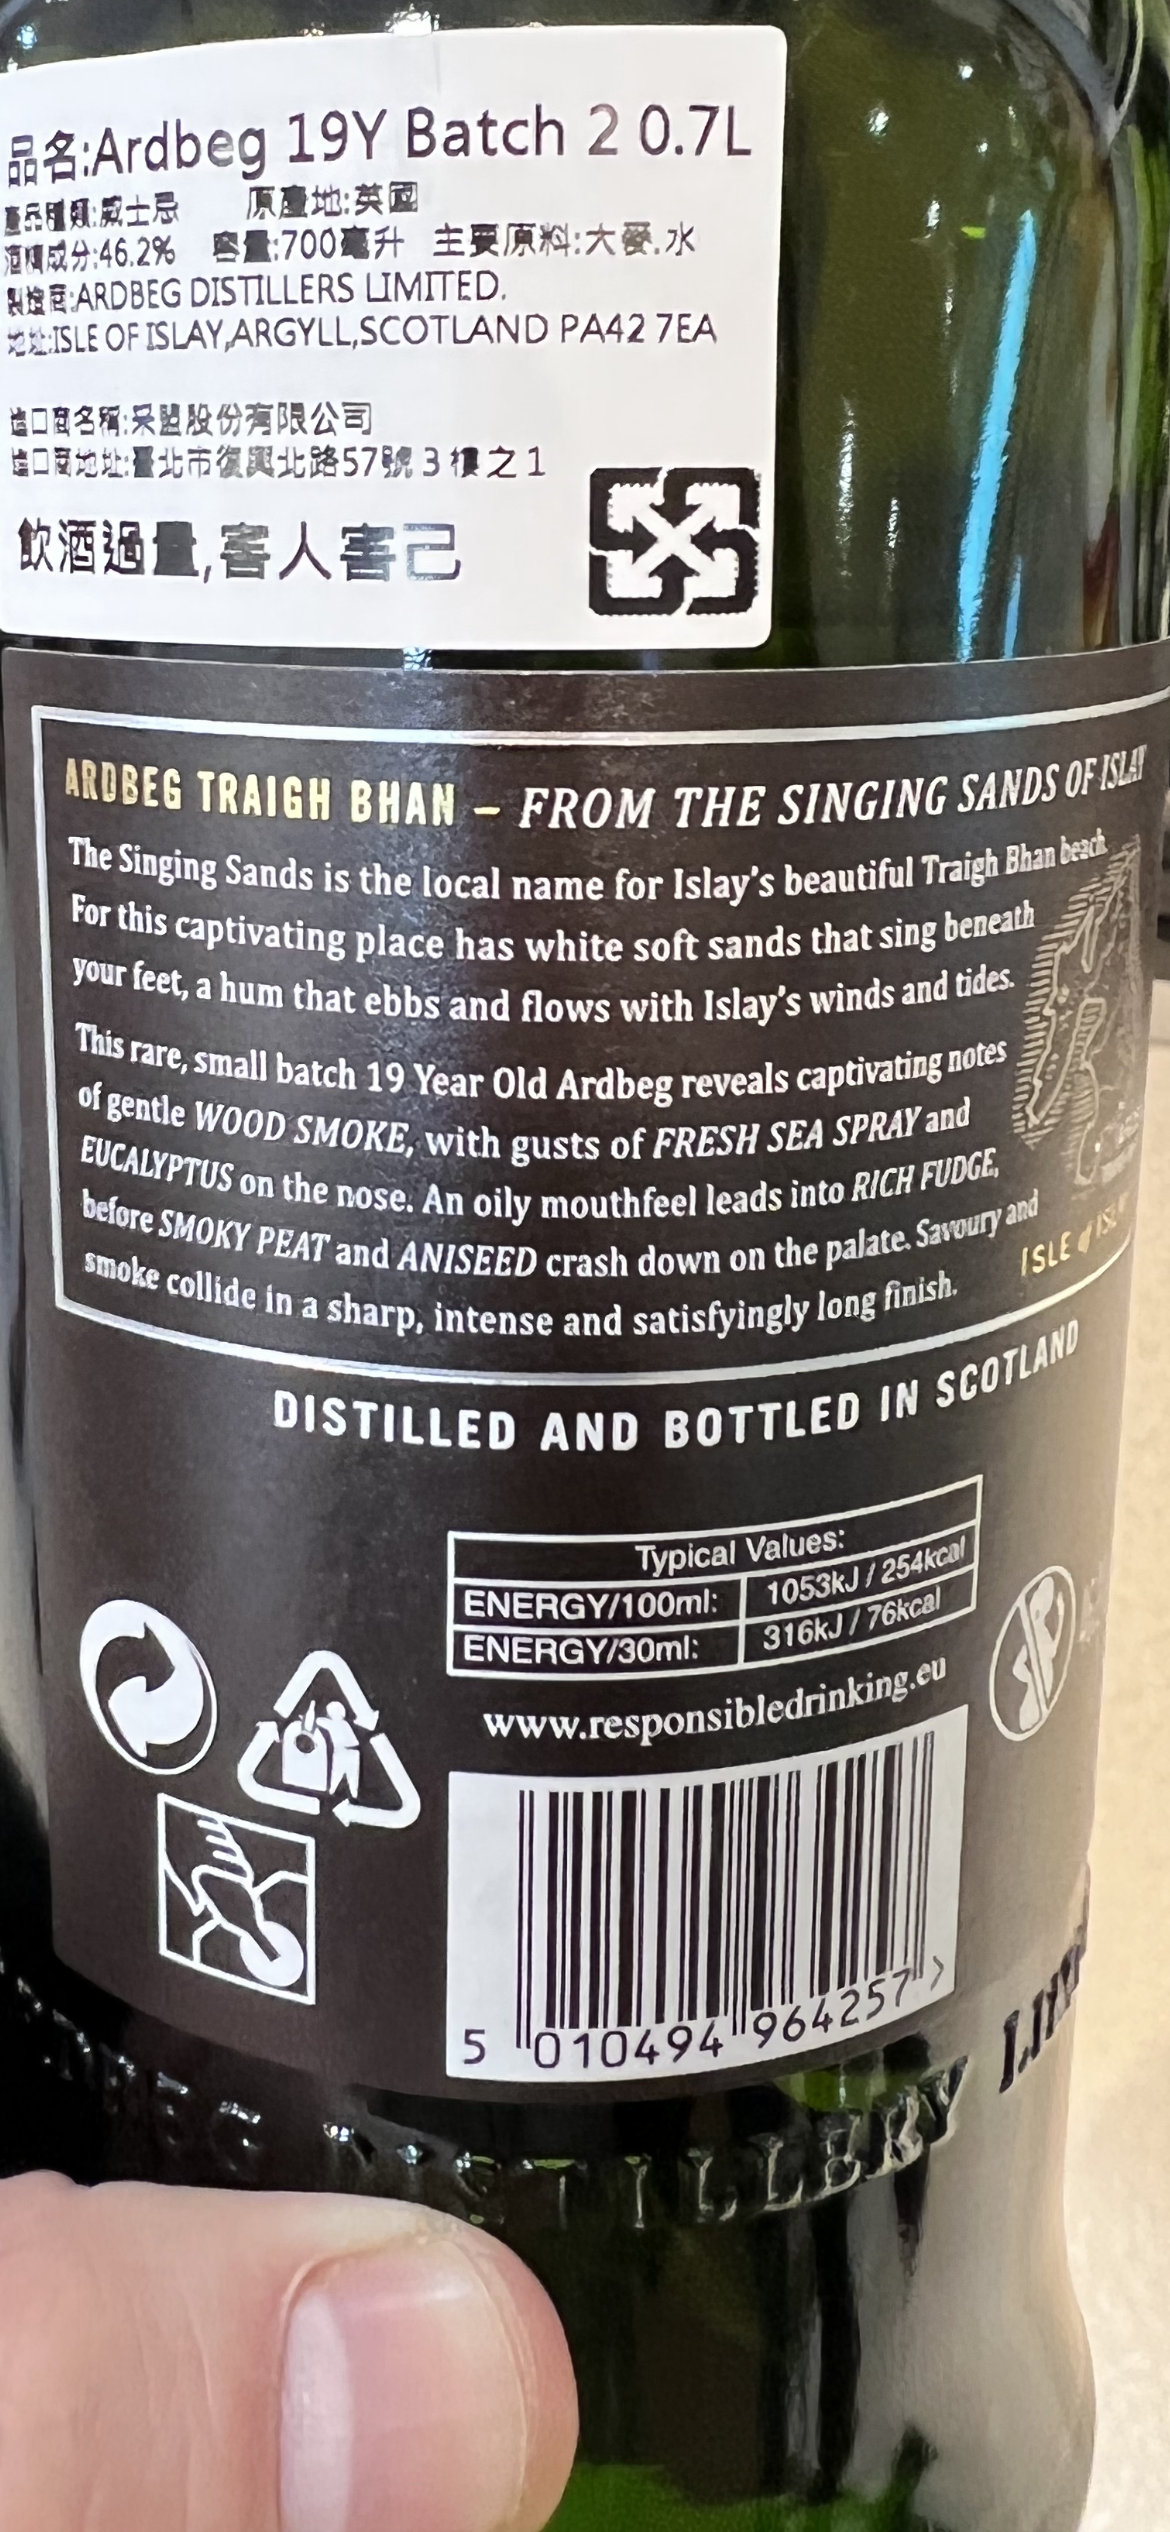 品名:Ardbeg 19Y Batch 2 0.7L
產品種類:威士忌 原產地:英國
酒精成分:46.2% 容量:700毫升 主要原料:大麥.水
製造商:ARDBEG DISTILLERS LIMITED.
地址:ISLE OF ISLAY,ARGYLL,SCOTLAND PA42 7EA
進口商名稱:采盟股份有限公司
進口商地址:臺北市復興北路57號3樓之1
飲酒過量,害人害己
ARDBEG TRAIGH BHAN – FROM THE SINGING SANDS OF ISLAY
The Singing Sands is the local name for Islay's beautiful Traigh Bhan beach.
For this captivating place has white soft sands that sing beneath
your feet, a hum that ebbs and flows with Islay's winds and tides.
This rare, small batch 19 Year Old Ardbeg reveals captivating notes
of gentle WOOD SMOKE, with gusts of FRESH SEA SPRAY and
EUCALYPTUS on the nose. An oily mouthfeel leads into RICH FUDGE,
before SMOKY PEAT and ANISEED crash down on the palate. Savoury and
smoke collide in a sharp, intense and satisfyingly long finish.
ISLE of ISLAY
DISTILLED AND BOTTLED IN SCOTLAND
Typical Values:
ENERGY/100ml: 1053kJ / 254kcal
ENERGY/30ml: 316kJ / 76kcal
www.responsibledrinking.eu
5 010494 964257 >
DISTILLERY